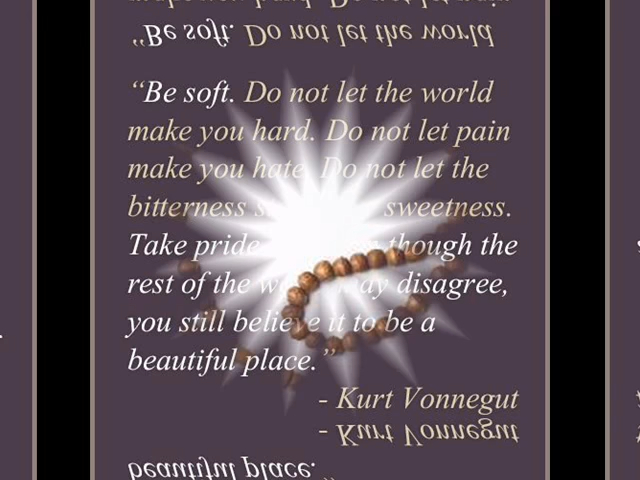 “Be soft. Do not let the world
make you hard. Do not let pain
make you hate. Do not let the
bitterness sweetness.
Take pride though the
rest of the disagree,
you still believe it to be a
beautiful place.”
- Kurt Vonnegut